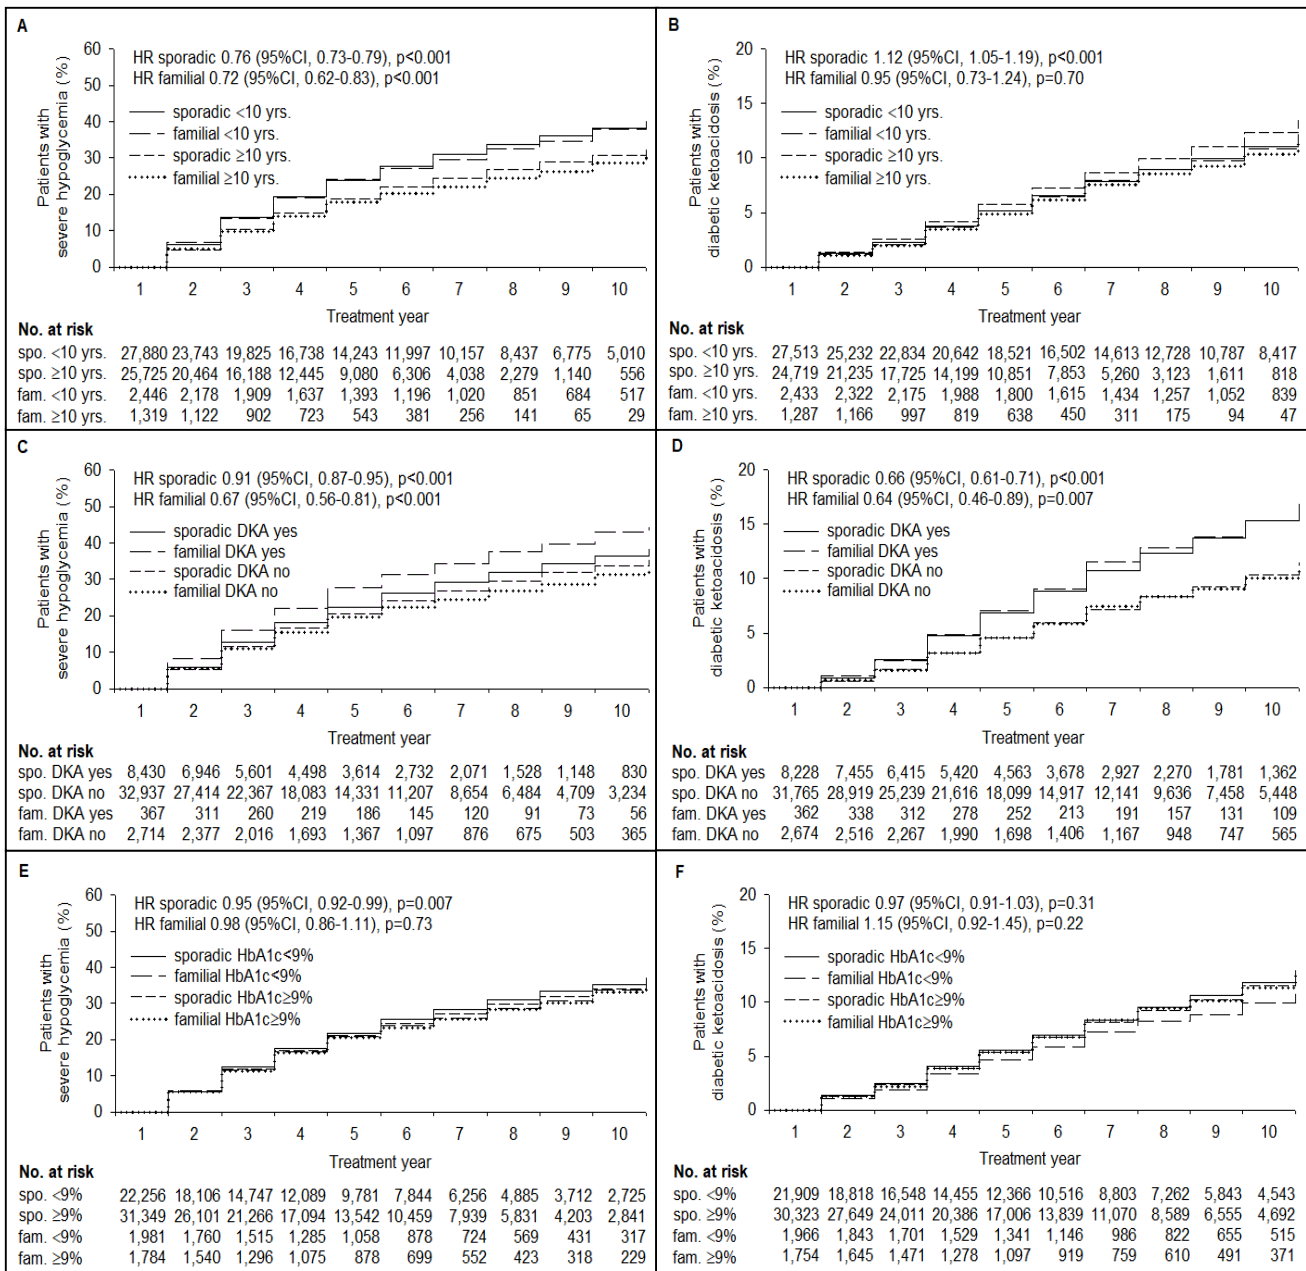 A
Patients with
severe hypoglycemia (%)
60
50
40
30
20
10
0
HR sporadic 0.76 (95%CI, 0.73-0.79), p<0.001
HR familial 0.72 (95%CI, 0.62-0.83), p<0.001
sporadic <10 yrs.
familial <10 yrs.
sporadic ≥10 yrs.
familial ≥10 yrs.
1 2 3 4 5 6 7 8 9 10
Treatment year
No. at risk
spo. <10 yrs. 27,880 23,743 19,825 16,738 14,243 11,997 10,157 8,437 6,775 5,010
spo. ≥10 yrs. 25,725 20,464 16,188 12,445 9,080 6,306 4,038 2,279 1,140 556
fam. <10 yrs. 2,446 2,178 1,909 1,637 1,393 1,196 1,020 851 684 517
fam. ≥10 yrs. 1,319 1,122 902 723 543 381 256 141 65 29
B
Patients with
diabetic ketoacidosis (%)
20
15
10
5
0
HR sporadic 1.12 (95%CI, 1.05-1.19), p<0.001
HR familial 0.95 (95%CI, 0.73-1.24), p=0.70
sporadic <10 yrs.
familial <10 yrs.
sporadic ≥10 yrs.
familial ≥10 yrs.
1 2 3 4 5 6 7 8 9 10
Treatment year
No. at risk
spo. <10 yrs. 27,513 25,232 22,834 20,642 18,521 16,502 14,613 12,728 10,787 8,417
spo. ≥10 yrs. 24,719 21,235 17,725 14,199 10,851 7,853 5,260 3,123 1,611 818
fam. <10 yrs. 2,433 2,322 2,175 1,988 1,800 1,615 1,434 1,257 1,052 839
fam. ≥10 yrs. 1,287 1,166 997 819 638 450 311 175 94 47
C
Patients with
severe hypoglycemia (%)
60
50
40
30
20
10
0
HR sporadic 0.91 (95%CI, 0.87-0.95), p<0.001
HR familial 0.67 (95%CI, 0.56-0.81), p<0.001
sporadic DKA yes
familial DKA yes
sporadic DKA no
familial DKA no
1 2 3 4 5 6 7 8 9 10
Treatment year
No. at risk
spo. DKA yes 8,430 6,946 5,601 4,498 3,614 2,732 2,071 1,528 1,148 830
spo. DKA no 32,937 27,414 22,367 18,083 14,331 11,207 8,654 6,484 4,709 3,234
fam. DKA yes 367 311 260 219 186 145 120 91 73 56
fam. DKA no 2,714 2,377 2,016 1,693 1,367 1,097 876 675 503 365
D
Patients with
diabetic ketoacidosis (%)
20
15
10
5
0
HR sporadic 0.66 (95%CI, 0.61-0.71), p<0.001
HR familial 0.64 (95%CI, 0.46-0.89), p=0.007
sporadic DKA yes
familial DKA yes
sporadic DKA no
familial DKA no
1 2 3 4 5 6 7 8 9 10
Treatment year
No. at risk
spo. DKA yes 8,228 7,455 6,415 5,420 4,563 3,678 2,927 2,270 1,781 1,362
spo. DKA no 31,765 28,919 25,239 21,616 18,099 14,917 12,141 9,636 7,458 5,448
fam. DKA yes 362 338 312 278 252 213 191 157 131 109
fam. DKA no 2,674 2,516 2,267 1,990 1,698 1,406 1,167 948 747 565
E
Patients with
severe hypoglycemia (%)
60
50
40
30
20
10
0
HR sporadic 0.95 (95%CI, 0.92-0.99), p=0.007
HR familial 0.98 (95%CI, 0.86-1.11), p=0.73
sporadic HbA1c<9%
familial HbA1c<9%
sporadic HbA1c≥9%
familial HbA1c≥9%
1 2 3 4 5 6 7 8 9 10
Treatment year
No. at risk
spo. <9% 22,256 18,106 14,747 12,089 9,781 7,844 6,256 4,885 3,712 2,725
spo. ≥9% 31,349 26,101 21,266 17,094 13,542 10,459 7,939 5,831 4,203 2,841
fam. <9% 1,981 1,760 1,515 1,285 1,058 878 724 569 431 317
fam. ≥9% 1,784 1,540 1,296 1,075 878 699 552 423 318 229
F
Patients with
diabetic ketoacidosis (%)
20
15
10
5
0
HR sporadic 0.97 (95%CI, 0.91-1.03), p=0.31
HR familial 1.15 (95%CI, 0.92-1.45), p=0.22
sporadic HbA1c<9%
familial HbA1c<9%
sporadic HbA1c≥9%
familial HbA1c≥9%
1 2 3 4 5 6 7 8 9 10
Treatment year
No. at risk
spo. <9% 21,909 18,818 16,548 14,455 12,366 10,516 8,803 7,262 5,843 4,543
spo. ≥9% 30,323 27,649 24,011 20,386 17,006 13,839 11,070 8,589 6,555 4,692
fam. <9% 1,966 1,843 1,701 1,529 1,341 1,146 986 822 655 515
fam. ≥9% 1,754 1,645 1,471 1,278 1,097 919 759 610 491 371